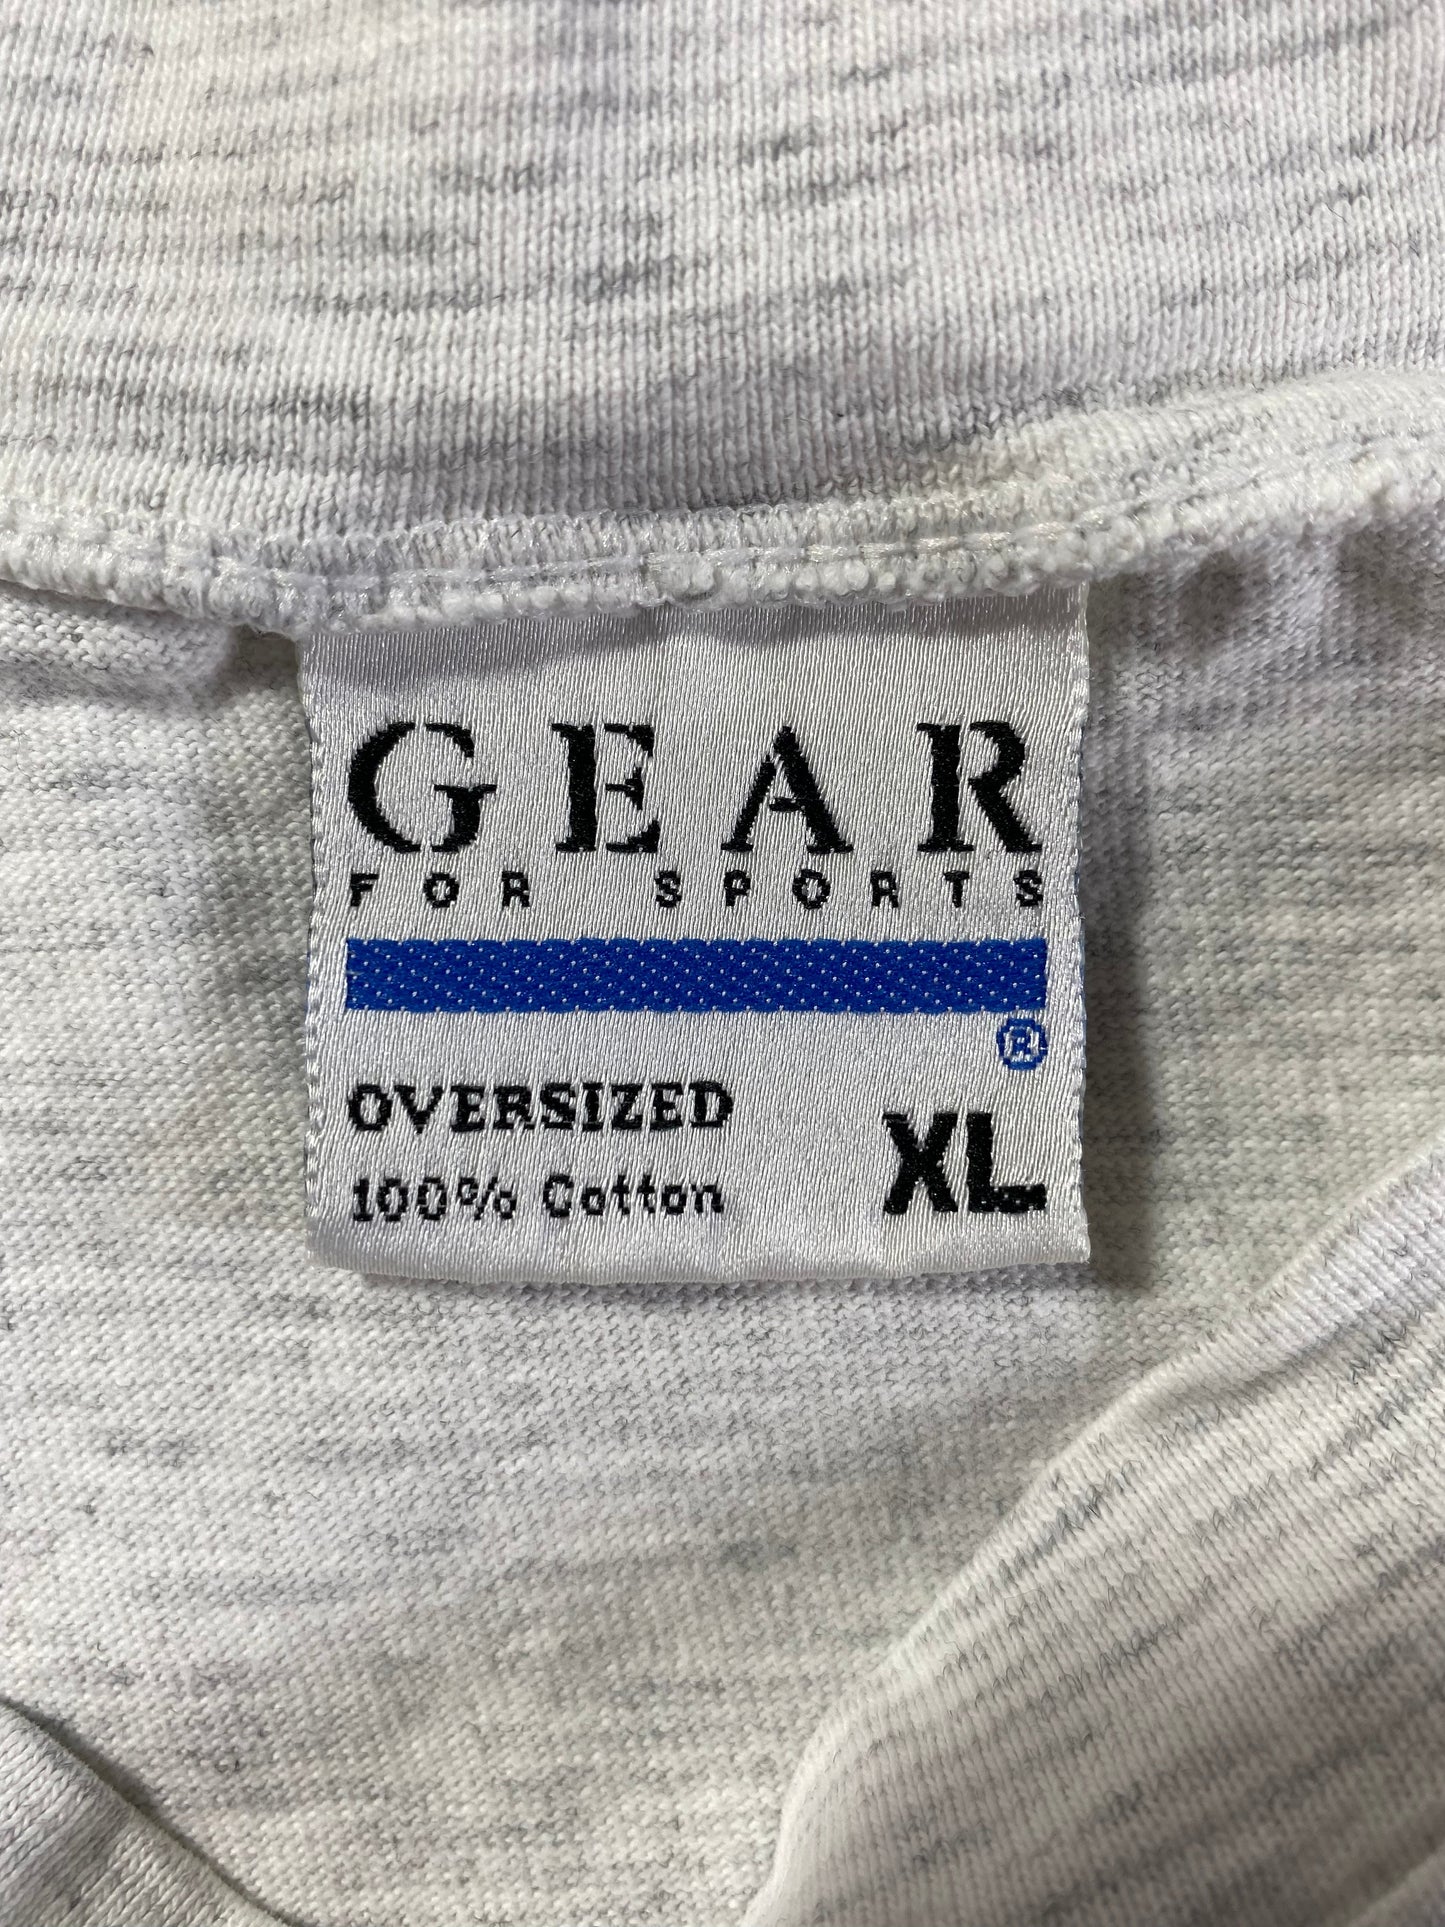 GEAR
FOR SPORTS
®
OVERSIZED
100% Cotton
XL